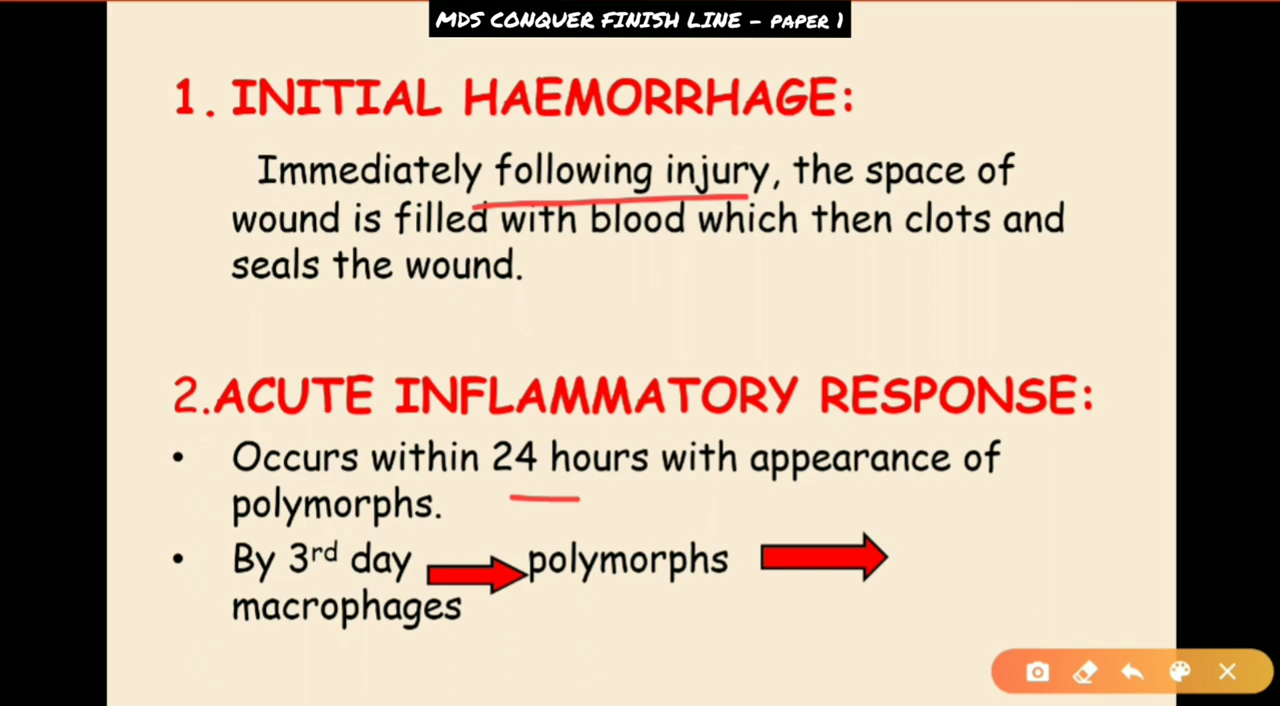 MDS CONQUER FINISH LINE - PAPER 1
1. INITIAL HAEMORRHAGE:
Immediately following injury, the space of
wound is filled with blood which then clots and
seals the wound.
2.ACUTE INFLAMMATORY RESPONSE:
• Occurs within 24 hours with appearance of
polymorphs.
• By 3rd day polymorphs
macrophages